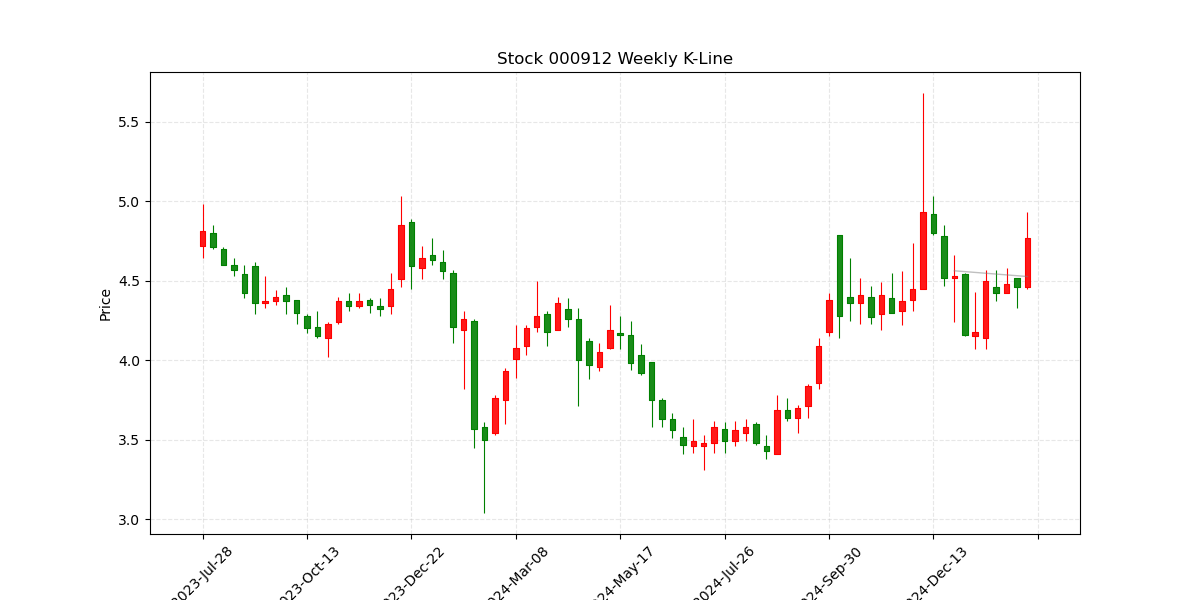 Stock 000912 Weekly K-Line
Price
5.5
5.0
4.5
4.0
3.5
3.0
2023-Jul-28
2023-Oct-13
2023-Dec-22
2024-Mar-08
2024-May-17
2024-Jul-26
2024-Sep-30
2024-Dec-13